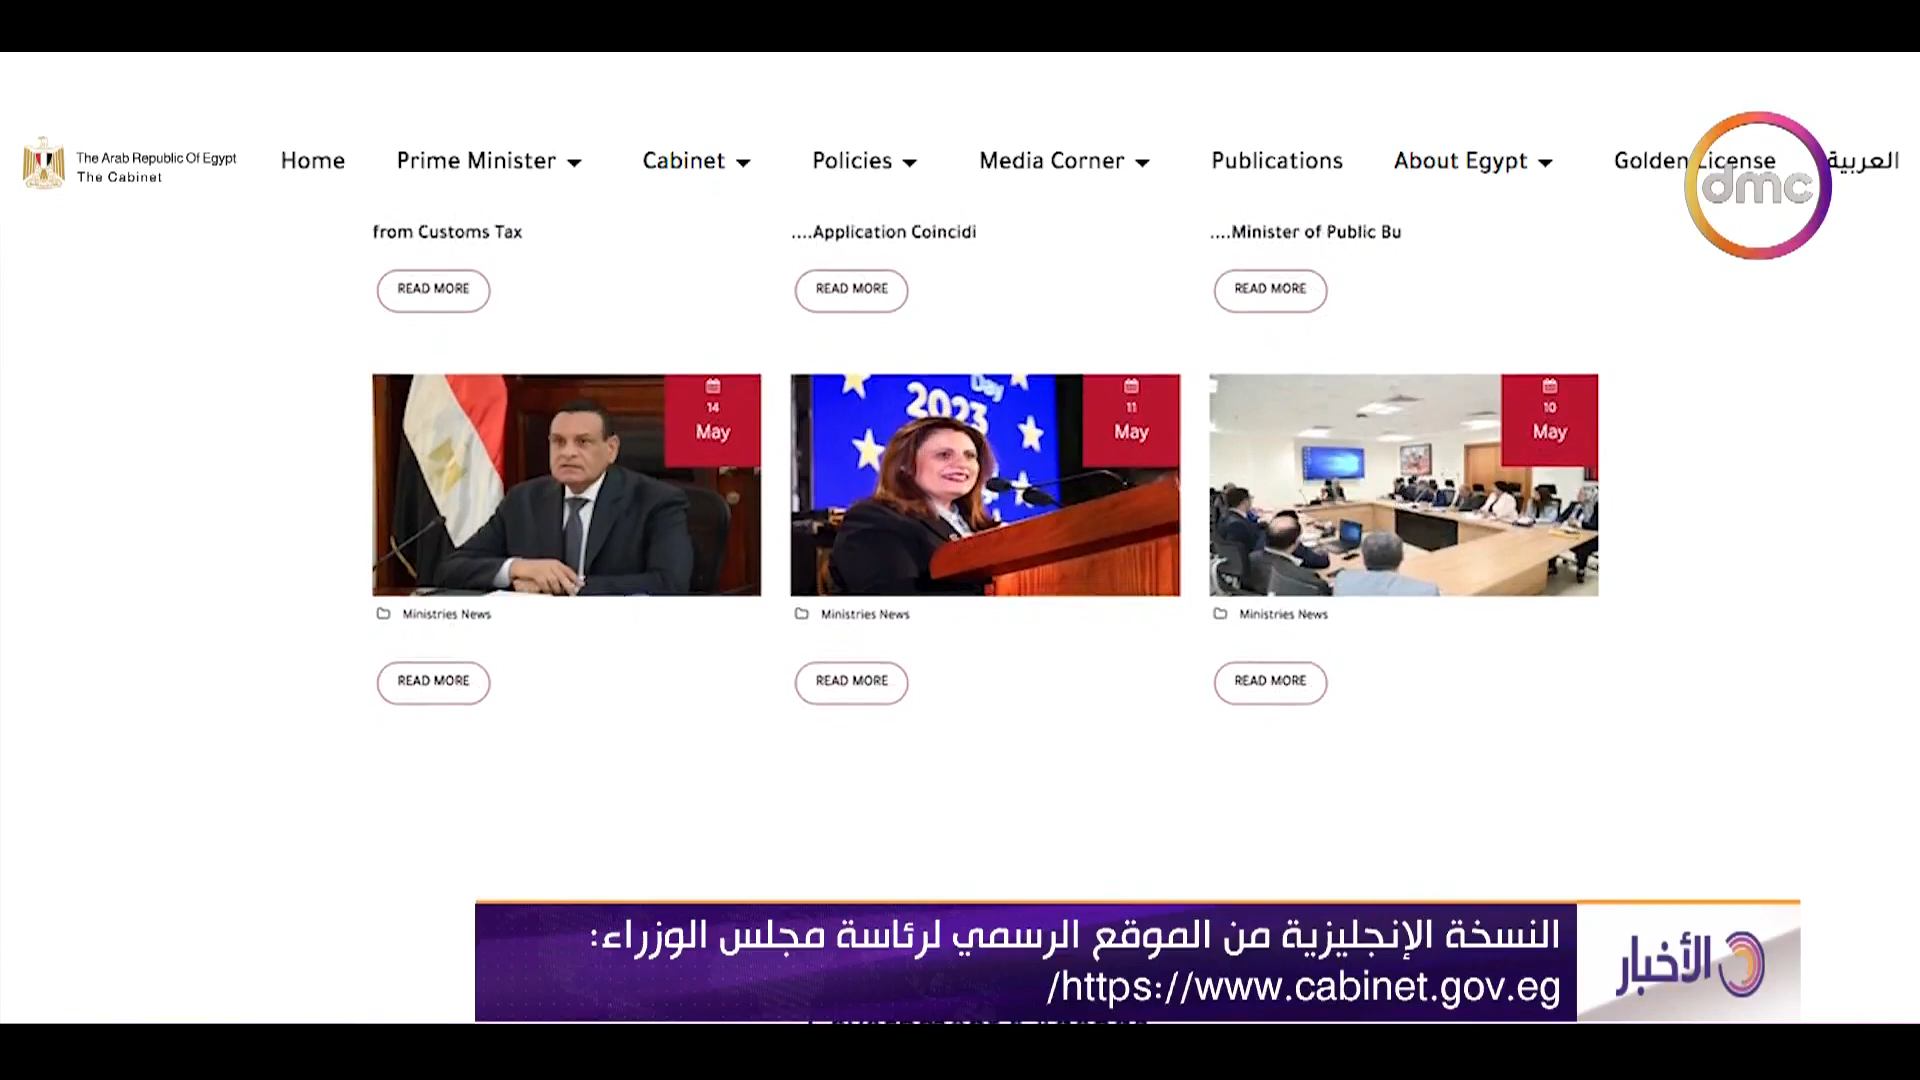 The Arab Republic Of Egypt
The Cabinet
Home
Prime Minister
Cabinet
Policies
Media Corner
Publications
About Egypt
Golden License
العربية
dmc
from Customs Tax
....Application Coincidi
....Minister of Public Bu
READ MORE
READ MORE
READ MORE
14
May
Day
2023
11
May
10
May
Ministries News
Ministries News
Ministries News
READ MORE
READ MORE
READ MORE
النسخة الإنجليزية من الموقع الرسمي لرئاسة مجلس الوزراء:
/https://www.cabinet.gov.eg
الأخبار